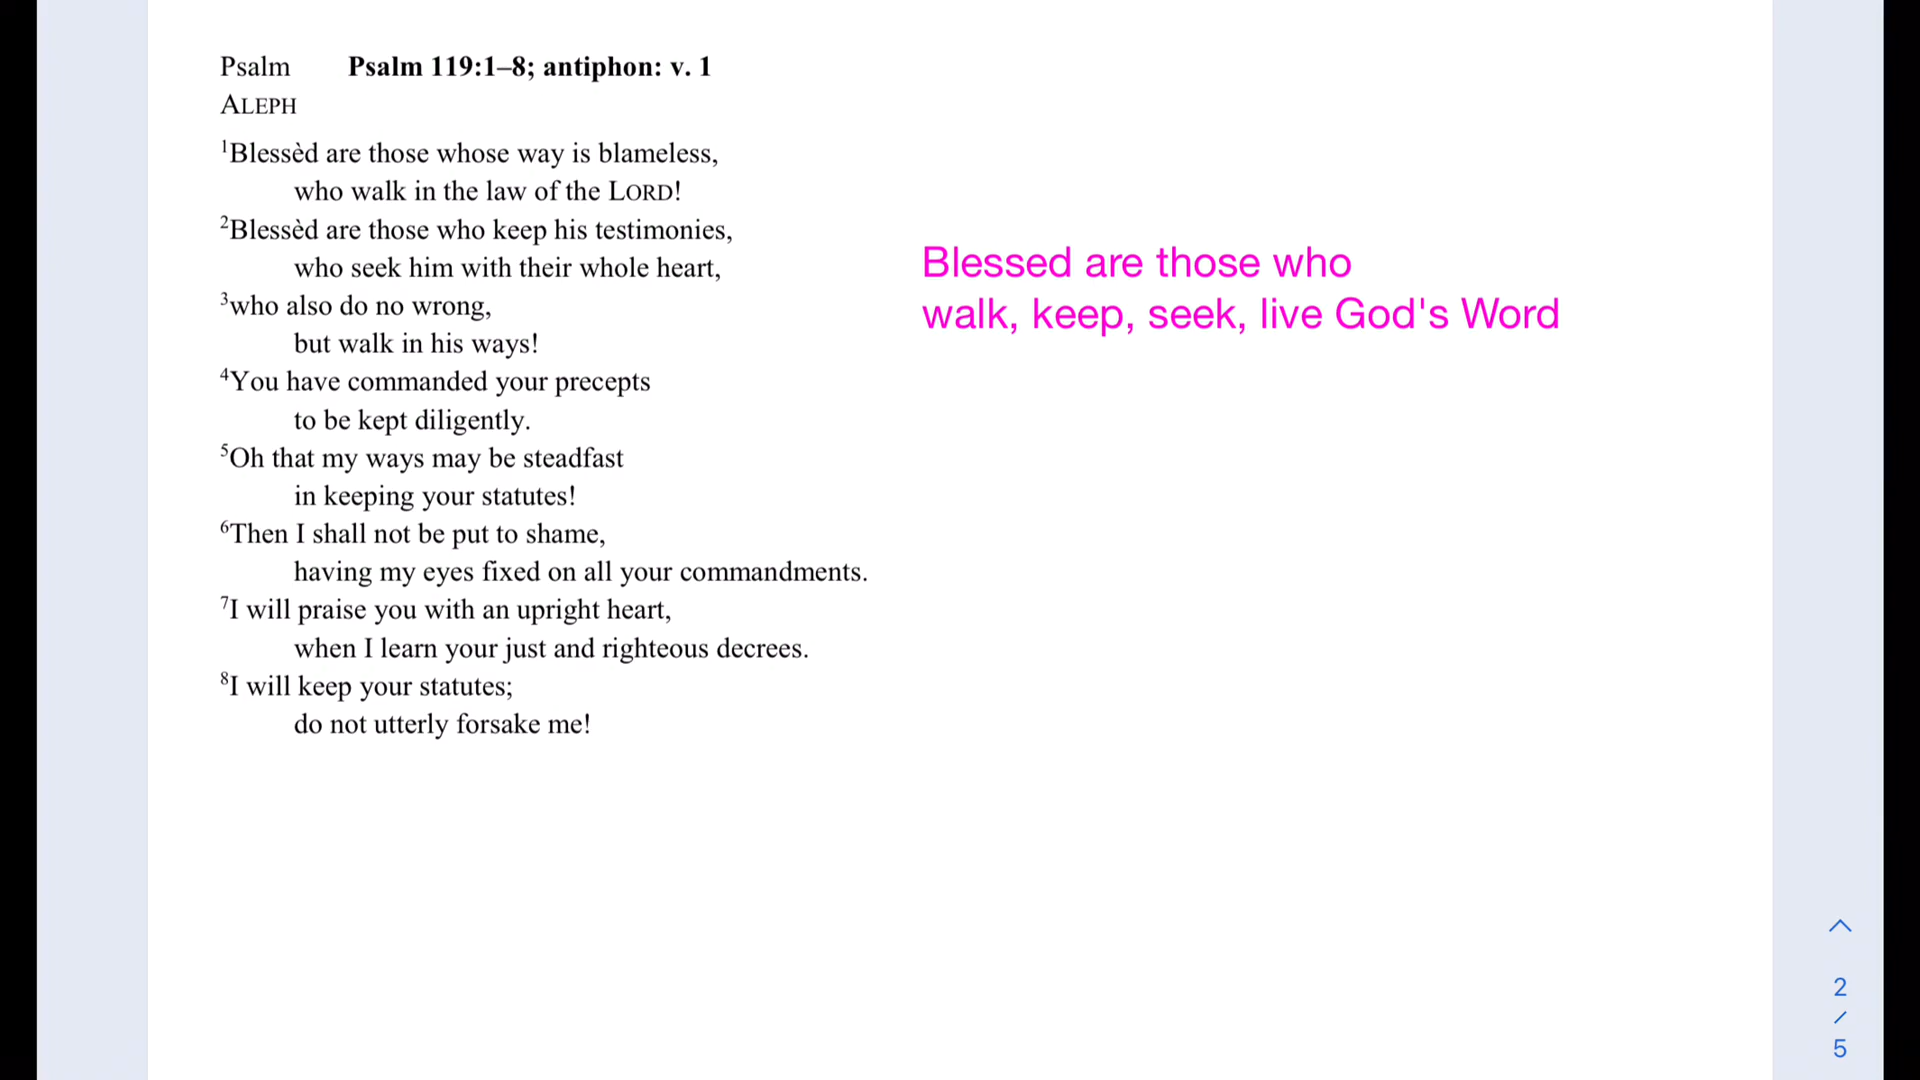 Psalm Psalm 119:1–8; antiphon: v. 1
ALEPH
¹Blessèd are those whose way is blameless,
who walk in the law of the LORD!
²Blessèd are those who keep his testimonies,
who seek him with their whole heart,
³who also do no wrong,
but walk in his ways!
⁴You have commanded your precepts
to be kept diligently.
⁵Oh that my ways may be steadfast
in keeping your statutes!
⁶Then I shall not be put to shame,
having my eyes fixed on all your commandments.
⁷I will praise you with an upright heart,
when I learn your just and righteous decrees.
⁸I will keep your statutes;
do not utterly forsake me!
Blessed are those who
walk, keep, seek, live God's Word
2
/
5